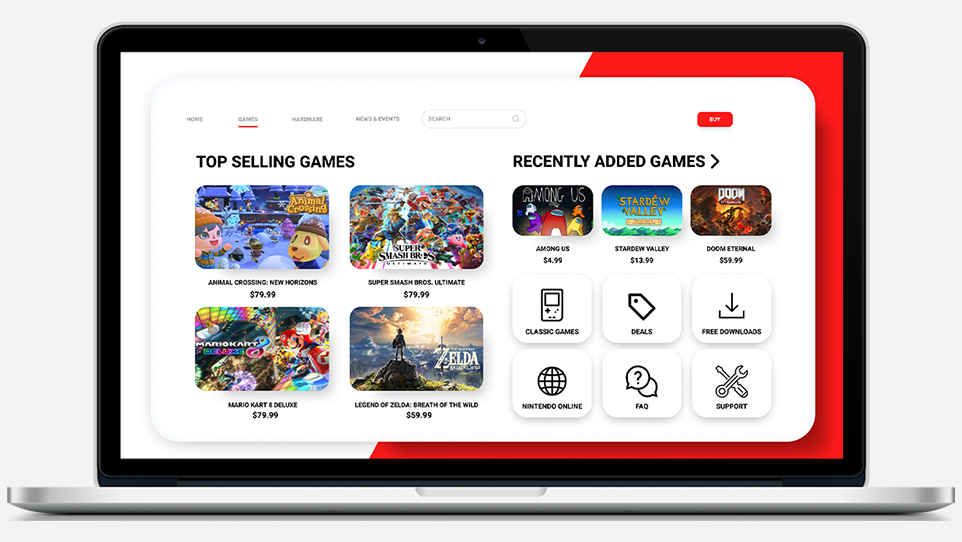 HOME GAMES HARDWARE NEWS & EVENTS SEARCH BUY
TOP SELLING GAMES
Animal
Crossing
SUPER
SMASH BROS.
ULTIMATE
ANIMAL CROSSING: NEW HORIZONS
$79.99
SUPER SMASH BROS. ULTIMATE
$79.99
MARIOKART 8
DELUXE
THE LEGEND OF
ZELDA
BREATH OF THE WILD
MARIO KART 8 DELUXE
$79.99
LEGEND OF ZELDA: BREATH OF THE WILD
$59.99
RECENTLY ADDED GAMES
AMONG US
STARDEW
VALLEY
DOOM
ETERNAL
AMONG US
$4.99
STARDEW VALLEY
$13.99
DOOM ETERNAL
$59.99
CLASSIC GAMES
DEALS
FREE DOWNLOADS
NINTENDO ONLINE
FAQ
SUPPORT